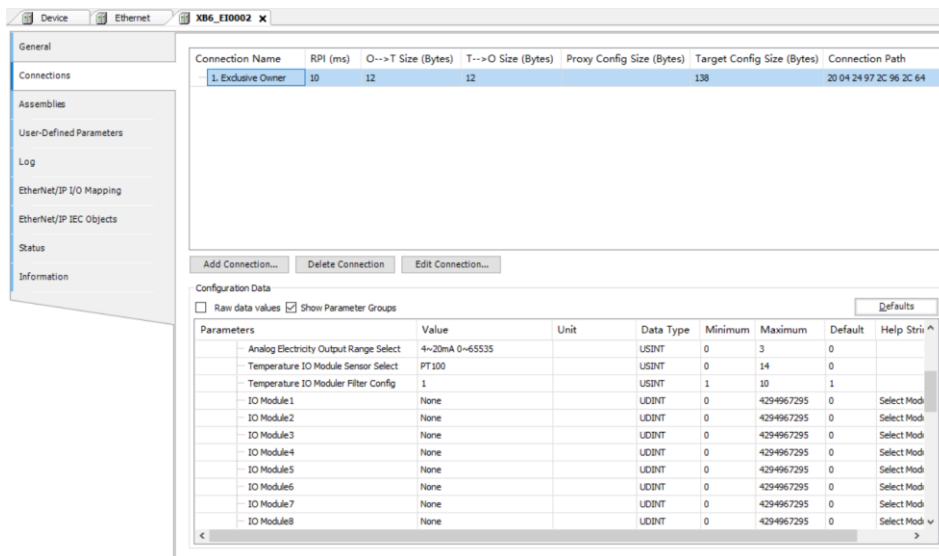 Device Ethernet XB6_EI0002
General
Connections
Assemblies
User-Defined Parameters
Log
EtherNet/IP I/O Mapping
EtherNet/IP IEC Objects
Status
Information
Connection Name RPI (ms) O-->T Size (Bytes) T-->O Size (Bytes) Proxy Config Size (Bytes) Target Config Size (Bytes) Connection Path
1. Exclusive Owner 10 12 12 138 20 04 24 97 2C 96 2C 64
Add Connection... Delete Connection Edit Connection...
Configuration Data
Raw data values Show Parameter Groups Defaults
Parameters Value Unit Data Type Minimum Maximum Default Help Strin
Analog Electricity Output Range Select 4~20mA 0~65535 USINT 0 3 0
Temperature IO Module Sensor Select PT100 USINT 0 14 0
Temperature IO Moduler Filter Config 1 USINT 1 10 1
IO Module1 None UDINT 0 4294967295 0 Select Modu
IO Module2 None UDINT 0 4294967295 0 Select Modu
IO Module3 None UDINT 0 4294967295 0 Select Modu
IO Module4 None UDINT 0 4294967295 0 Select Modu
IO Module5 None UDINT 0 4294967295 0 Select Modu
IO Module6 None UDINT 0 4294967295 0 Select Modu
IO Module7 None UDINT 0 4294967295 0 Select Modu
IO Module8 None UDINT 0 4294967295 0 Select Modu